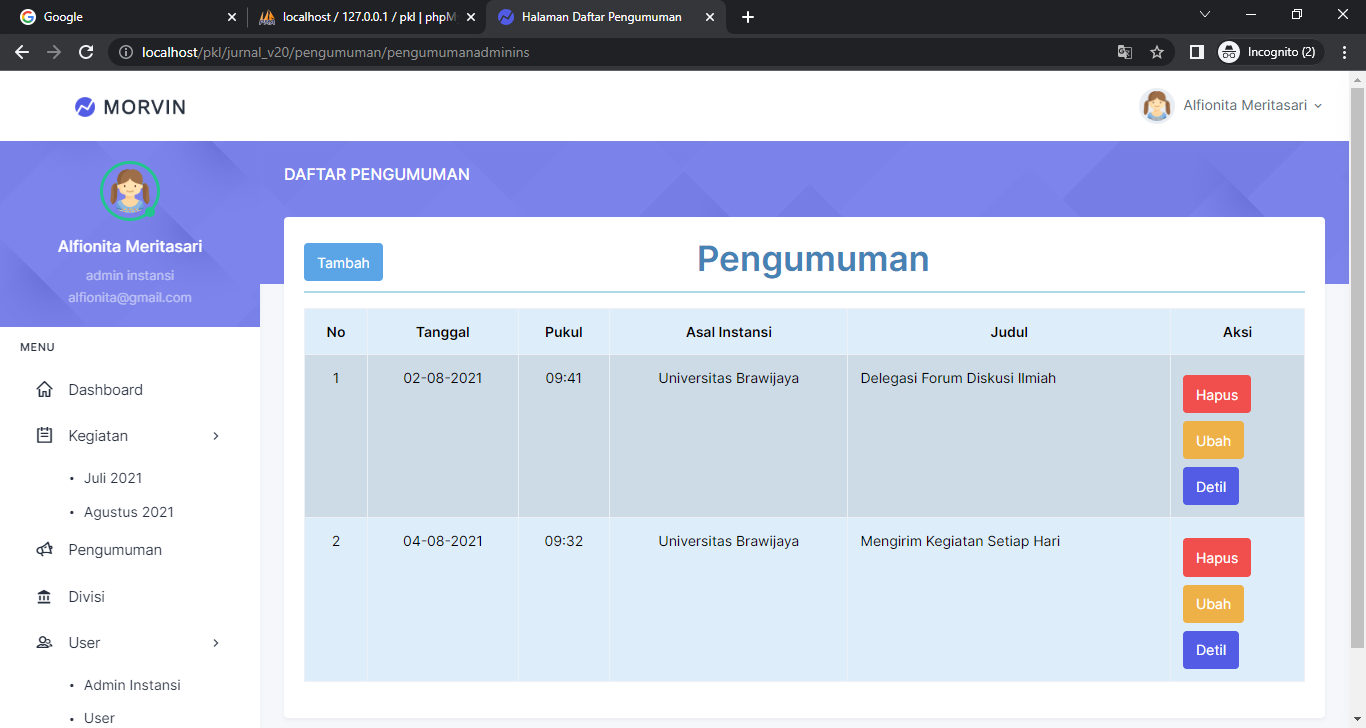 Google
localhost / 127.0.0.1 / pkl | phpM
Halaman Daftar Pengumuman
localhost/pkl/jurnal_v20/pengumuman/pengumumanadminins
Incognito (2)
MORVIN
Alfionita Meritasari
Alfionita Meritasari
admin instansi
alfionita@gmail.com
MENU
Dashboard
Kegiatan
• Juli 2021
• Agustus 2021
Pengumuman
Divisi
User
• Admin Instansi
• User
DAFTAR PENGUMUMAN
Tambah
Pengumuman
No Tanggal Pukul Asal Instansi Judul Aksi
1 02-08-2021 09:41 Universitas Brawijaya Delegasi Forum Diskusi Ilmiah
Hapus
Ubah
Detil
2 04-08-2021 09:32 Universitas Brawijaya Mengirim Kegiatan Setiap Hari
Hapus
Ubah
Detil